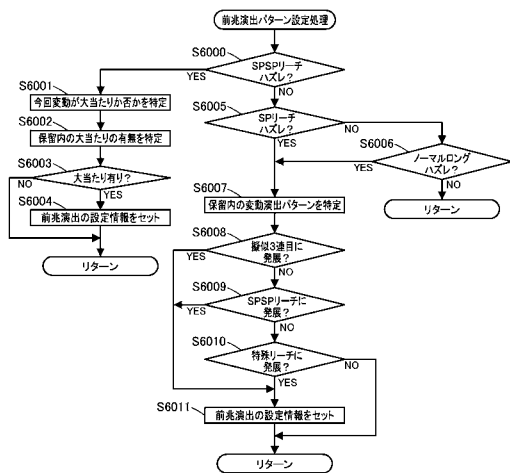 前兆演出パターン設定処理
S6000
SPSPリーチ
ハズレ?
YES
NO
S6001
今回変動が大当たりか否かを特定
S6002
保留内の大当たりの有無を特定
S6003
大当たり有り?
NO
YES
S6004
前兆演出の設定情報をセット
リターン
S6005
SPリーチ
ハズレ?
NO
YES
S6006
ノーマルロング
ハズレ?
YES
NO
リターン
S6007
保留内の変動演出パターンを特定
S6008
擬似3連目に
発展?
YES
NO
S6009
SPSPリーチに
発展?
YES
NO
S6010
特殊リーチに
発展?
NO
YES
S6011
前兆演出の設定情報をセット
リターン